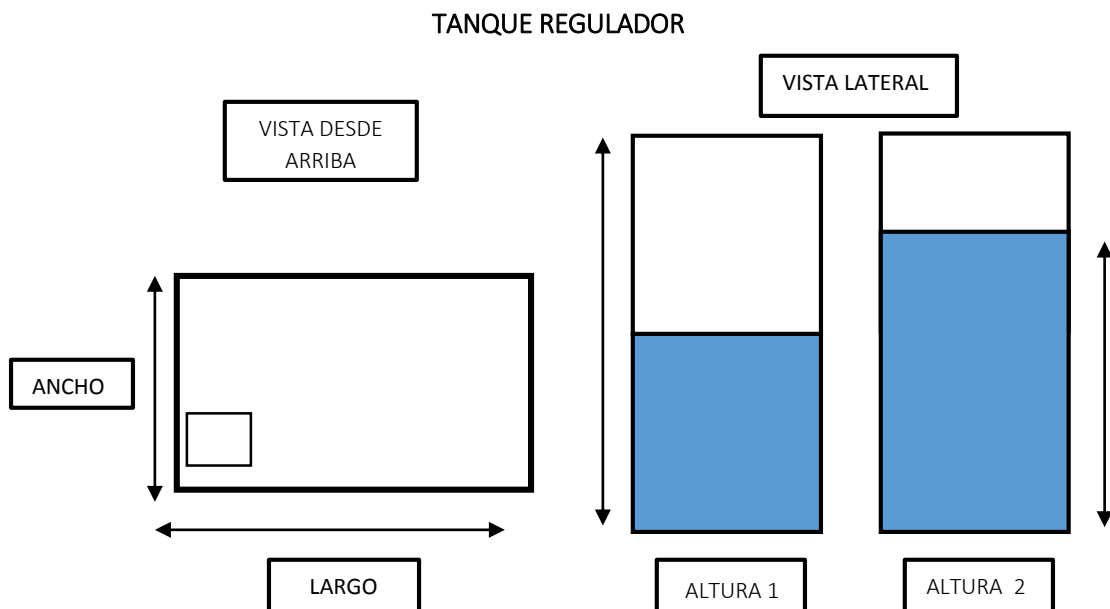 TANQUE REGULADOR
VISTA LATERAL
VISTA DESDE
ARRIBA
ANCHO
LARGO
ALTURA 1
ALTURA 2